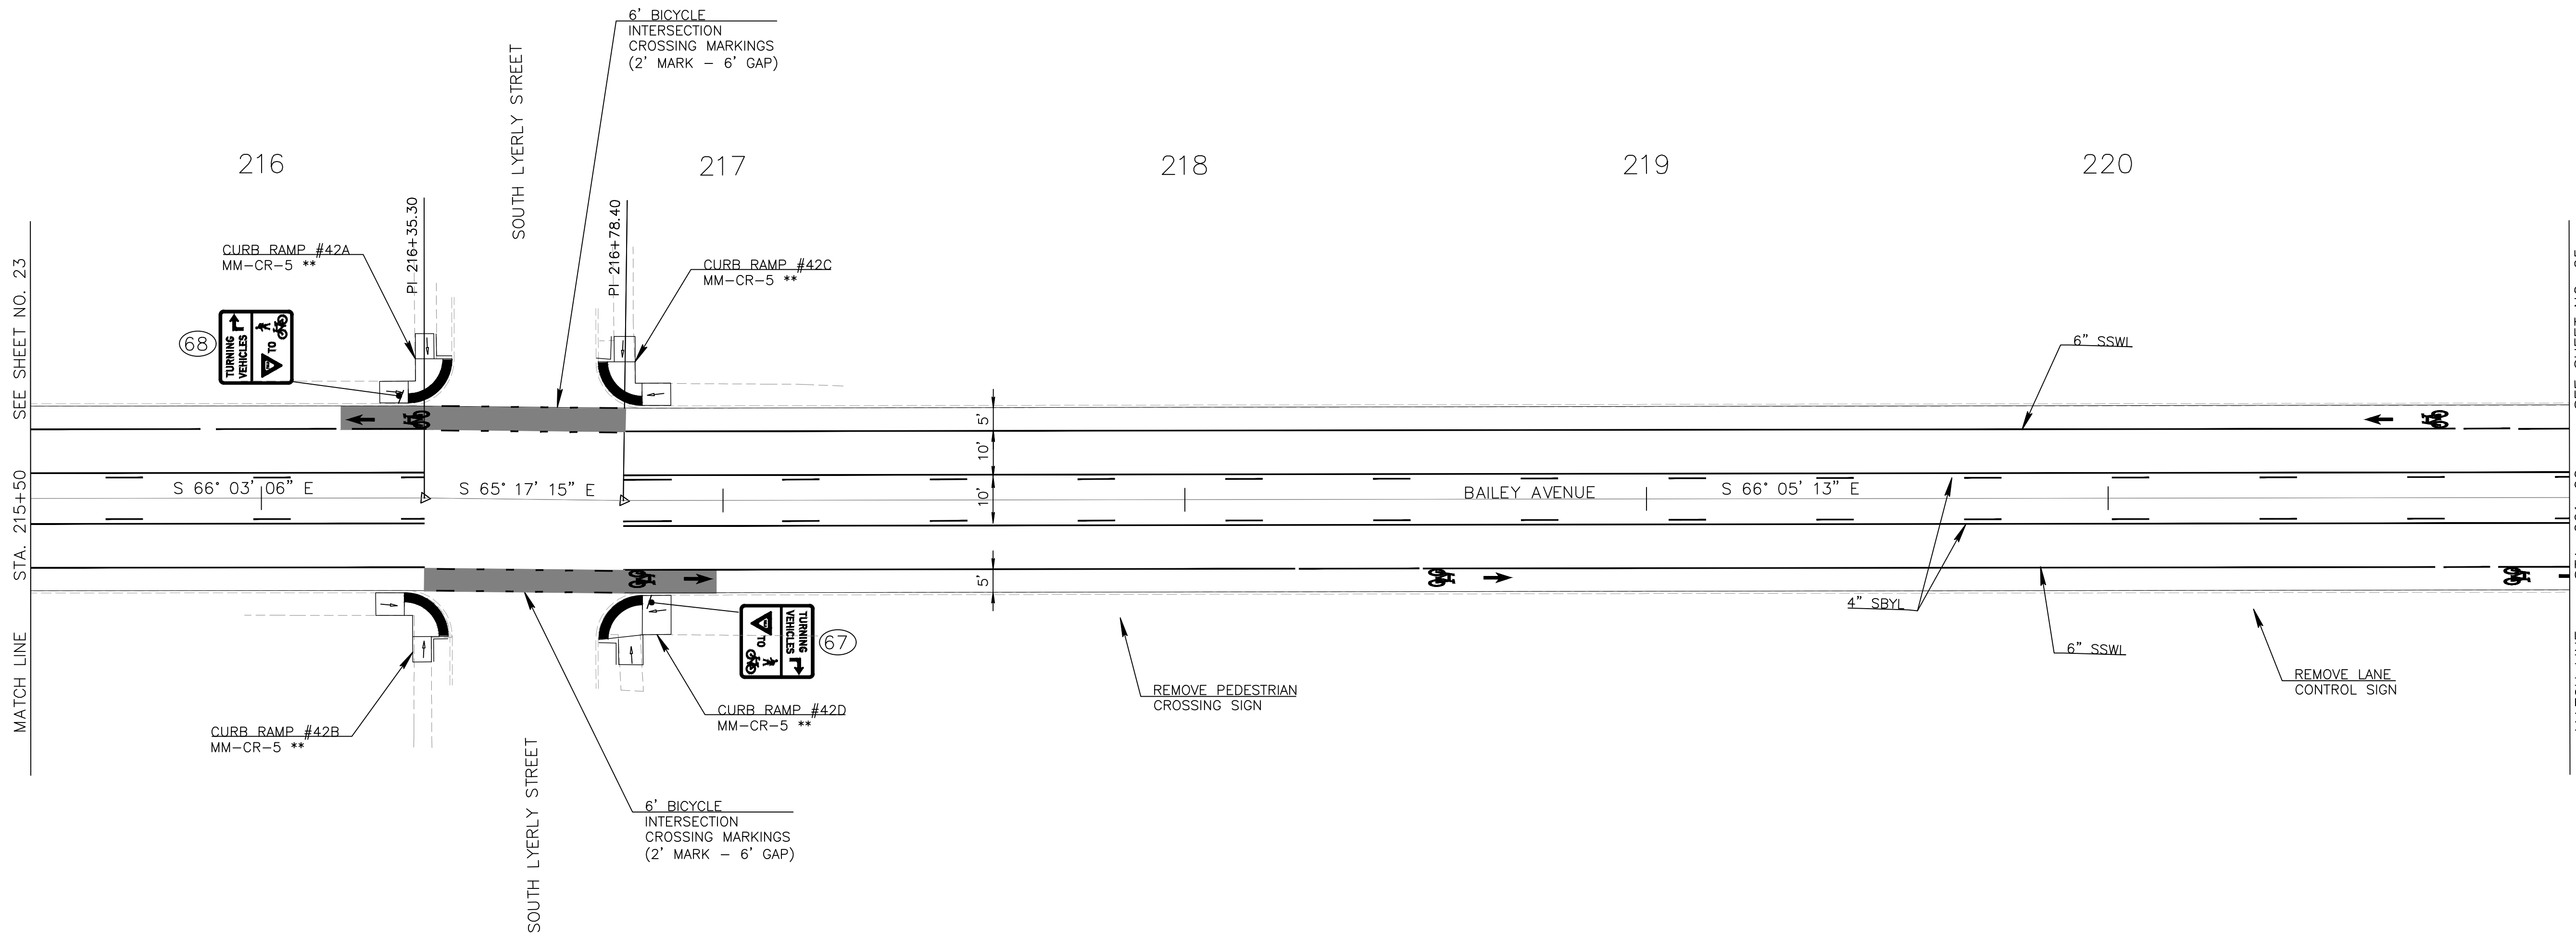 6' BICYCLE
INTERSECTION
CROSSING MARKINGS
(2' MARK - 6' GAP)
SOUTH LYERLY STREET
216
217
218
219
220
PI 216+35.30
PI 216+78.40
CURB RAMP #42A
MM-CR-5 **
CURB RAMP #42C
MM-CR-5 **
MATCH LINE STA. 215+50 SEE SHEET NO. 23
68
TURNING
VEHICLES
TO
6" SSWL
5'
10'
10'
5'
S 66° 03' 06" E
S 65° 17' 15" E
BAILEY AVENUE
S 66° 05' 13" E
4" SBYL
6" SSWL
TURNING
VEHICLES
TO
67
REMOVE PEDESTRIAN
CROSSING SIGN
REMOVE LANE
CONTROL SIGN
CURB RAMP #42B
MM-CR-5 **
CURB RAMP #42D
MM-CR-5 **
SOUTH LYERLY STREET
6' BICYCLE
INTERSECTION
CROSSING MARKINGS
(2' MARK - 6' GAP)